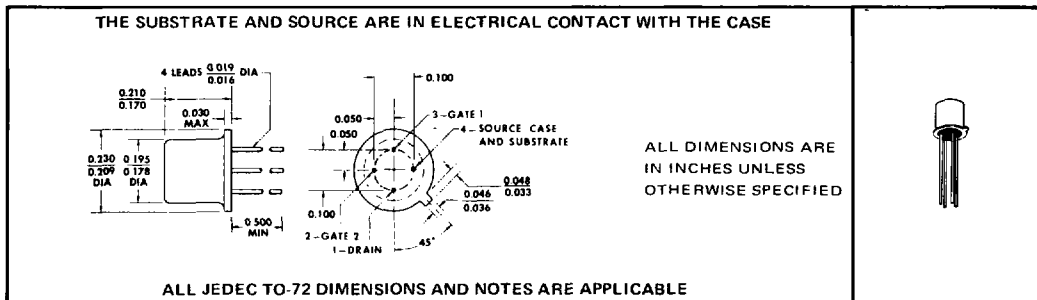 THE SUBSTRATE AND SOURCE ARE IN ELECTRICAL CONTACT WITH THE CASE
4 LEADS 0.019
0.016 DIA
0.210
0.170
0.030
MAX
0.230
0.209
DIA
0.195
0.178
DIA
0.500
MIN
0.100
0.050
0.050
3-GATE 1
4- SOURCE CASE
AND SUBSTRATE
0.048
0.033
0.046
0.036
0.100
2-GATE 2
1-DRAIN
45°
ALL DIMENSIONS ARE
IN INCHES UNLESS
OTHERWISE SPECIFIED
ALL JEDEC TO-72 DIMENSIONS AND NOTES ARE APPLICABLE